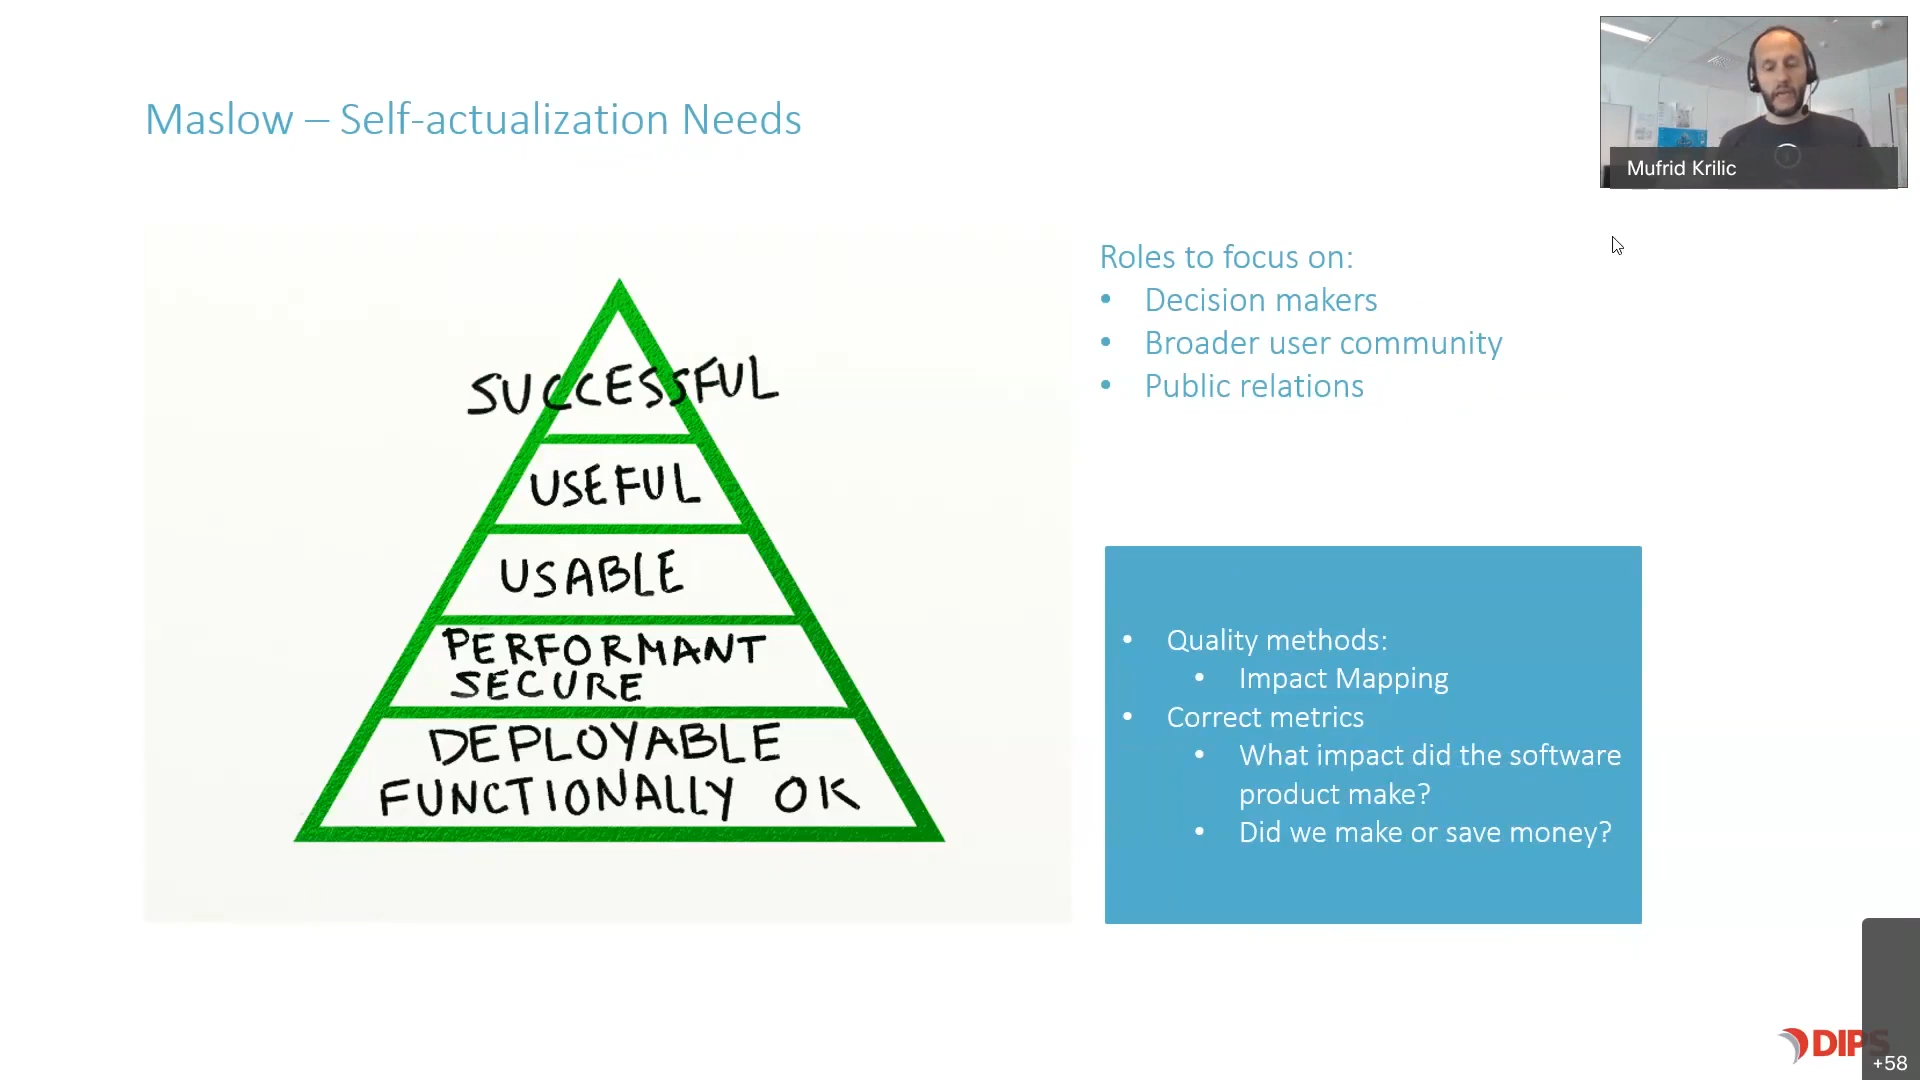 Maslow – Self-actualization Needs
Mufrid Krilic
SUCCESSFUL
USEFUL
USABLE
PERFORMANT
SECURE
DEPLOYABLE
FUNCTIONALLY OK
Roles to focus on:
• Decision makers
• Broader user community
• Public relations
• Quality methods:
• Impact Mapping
• Correct metrics
• What impact did the software
product make?
• Did we make or save money?
DIPS
+58